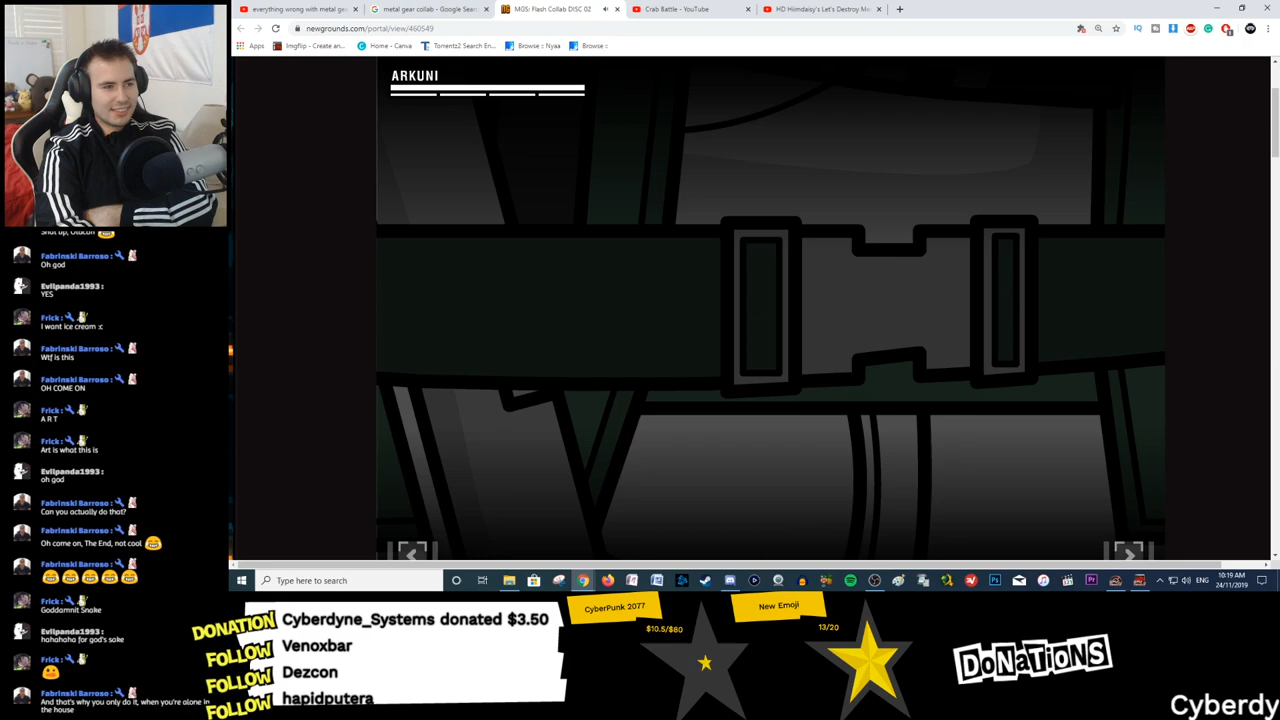 everything wrong with metal gea
metal gear collab - Google Sear
MGS: Flash Collab DISC 02
Crab Battle - YouTube
HD Hiimdaisy's Let's Destroy Me
newgrounds.com/portal/view/460549
Apps
Imgflip - Create an...
Home - Canva
Torrentz2 Search En...
Browse :: Nyaa
Browse ::
ARKUNI
Shut up, Otacon
Fabrinski Barroso :
Oh god
Evilpanda1993 :
YES
Frick :
I want ice cream :c
Fabrinski Barroso :
Wtf is this
Fabrinski Barroso :
OH COME ON
Frick :
A R T
Frick :
Art is what this is
Evilpanda1993 :
oh god
Fabrinski Barroso :
Can you actually do that?
Fabrinski Barroso :
Oh come on, The End, not cool
Fabrinski Barroso :
Frick :
Goddamnit Snake
Evilpanda1993 :
hahahaha for god's sake
Frick :
Fabrinski Barroso :
And that's why you only do it, when you're alone in
the house
Type here to search
ENG
10:19 AM
24/11/2019
DONATION Cyberdyne_Systems donated $3.50
FOLLOW Venoxbar
FOLLOW Dezcon
FOLLOW hapidputera
CyberPunk 2077
$10.5/$80
New Emoji
13/20
DONATIONS
Cyberdy